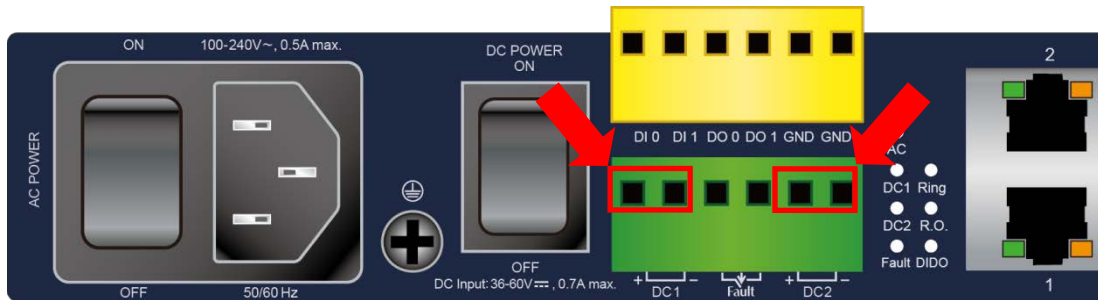 ON
100-240V~, 0.5A max.
AC POWER
OFF
50/60 Hz
DC POWER
ON
OFF
DC Input: 36-60V⎓, 0.7A max.
DI 0 DI 1 DO 0 DO 1 GND GND
+ DC1 −
Fault
+ DC2 −
AC
DC1 Ring
DC2 R.O.
Fault DIDO
2
1